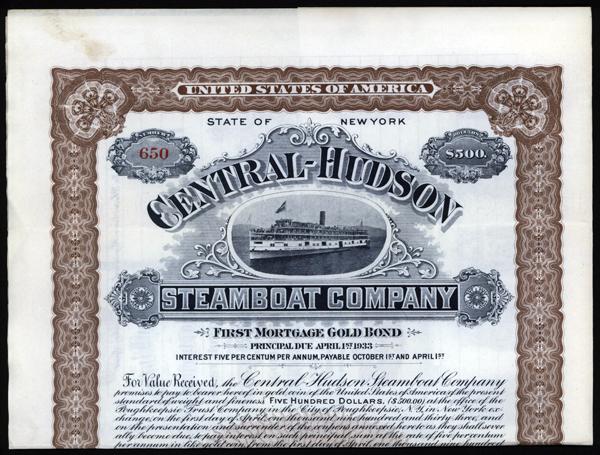 UNITED STATES OF AMERICA
STATE OF NEW YORK
NUMBER
650
DOLLARS
$500.
CENTRAL-HUDSON
STEAMBOAT COMPANY
FIRST MORTGAGE GOLD BOND
PRINCIPAL DUE APRIL 1ST 1933
INTEREST FIVE PER CENTUM PER ANNUM, PAYABLE OCTOBER 1ST AND APRIL 1ST
For Value Received, the Central-Hudson Steamboat Company
promises to pay to bearer hereof in gold coin of the United States of America of the present
standard of weight and fineness FIVE HUNDRED DOLLARS, ($500.00) at the office of the
Poughkeepsie Trust Company in the City of Poughkeepsie, N.Y., in New York ex-
change, on the first day of April, one thousand nine hundred and thirty three, and
on the presentation and surrender of the coupons annexed hereto as they shall sever-
ally become due, to pay interest on such principal sum at the rate of five per centum
per annum in like gold coin, from the first day of April, one thousand nine hundred